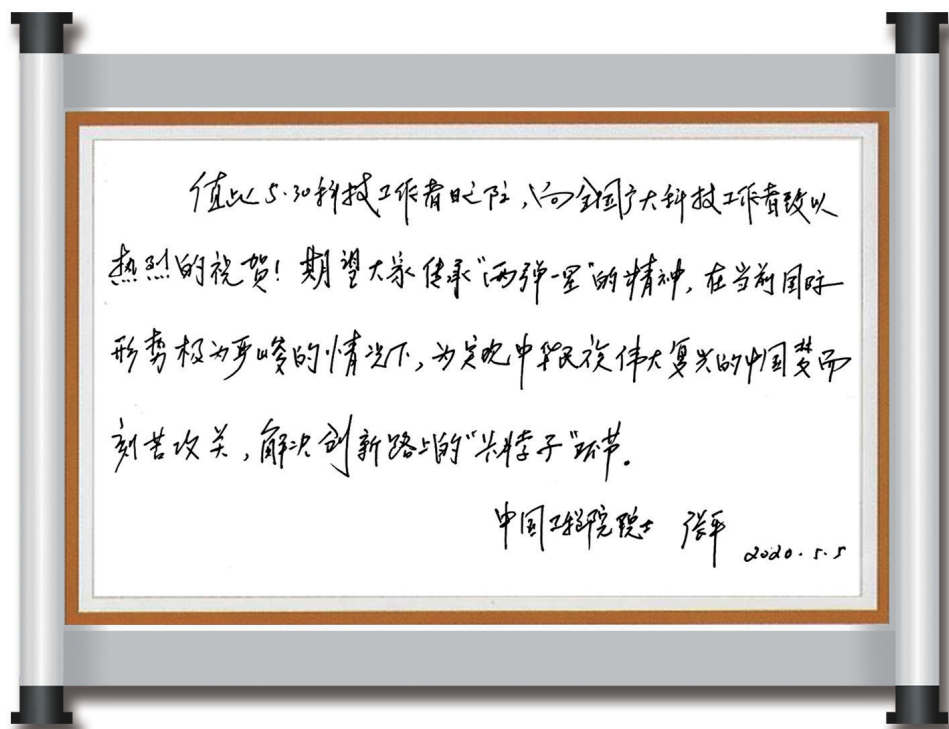 值此5·30科技工作者日之际，向全国广大科技工作者致以
热烈的祝贺！期望大家传承“两弹一星”的精神，在当前国际
形势极为严峻的情况下，为实现中华民族伟大复兴的中国梦而
刻苦攻关，解决创新路上的“卡脖子”环节。
中国工程院院士 张平
2020.5.5